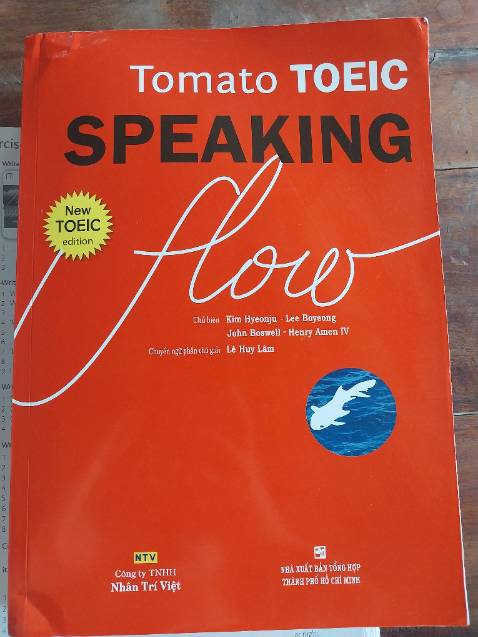 Tomato TOEIC
SPEAKING
flow
New
TOEIC
edition
Chủ biên Kim Hyeonju - Lee Boyeong
John Boswell - Henry Amen IV
Chuyển ngữ phần chú giải Lê Huy Lâm
NTV
Công ty TNHH
Nhân Trí Việt
NHÀ XUẤT BẢN TỔNG HỢP
THÀNH PHỐ HỒ CHÍ MINH